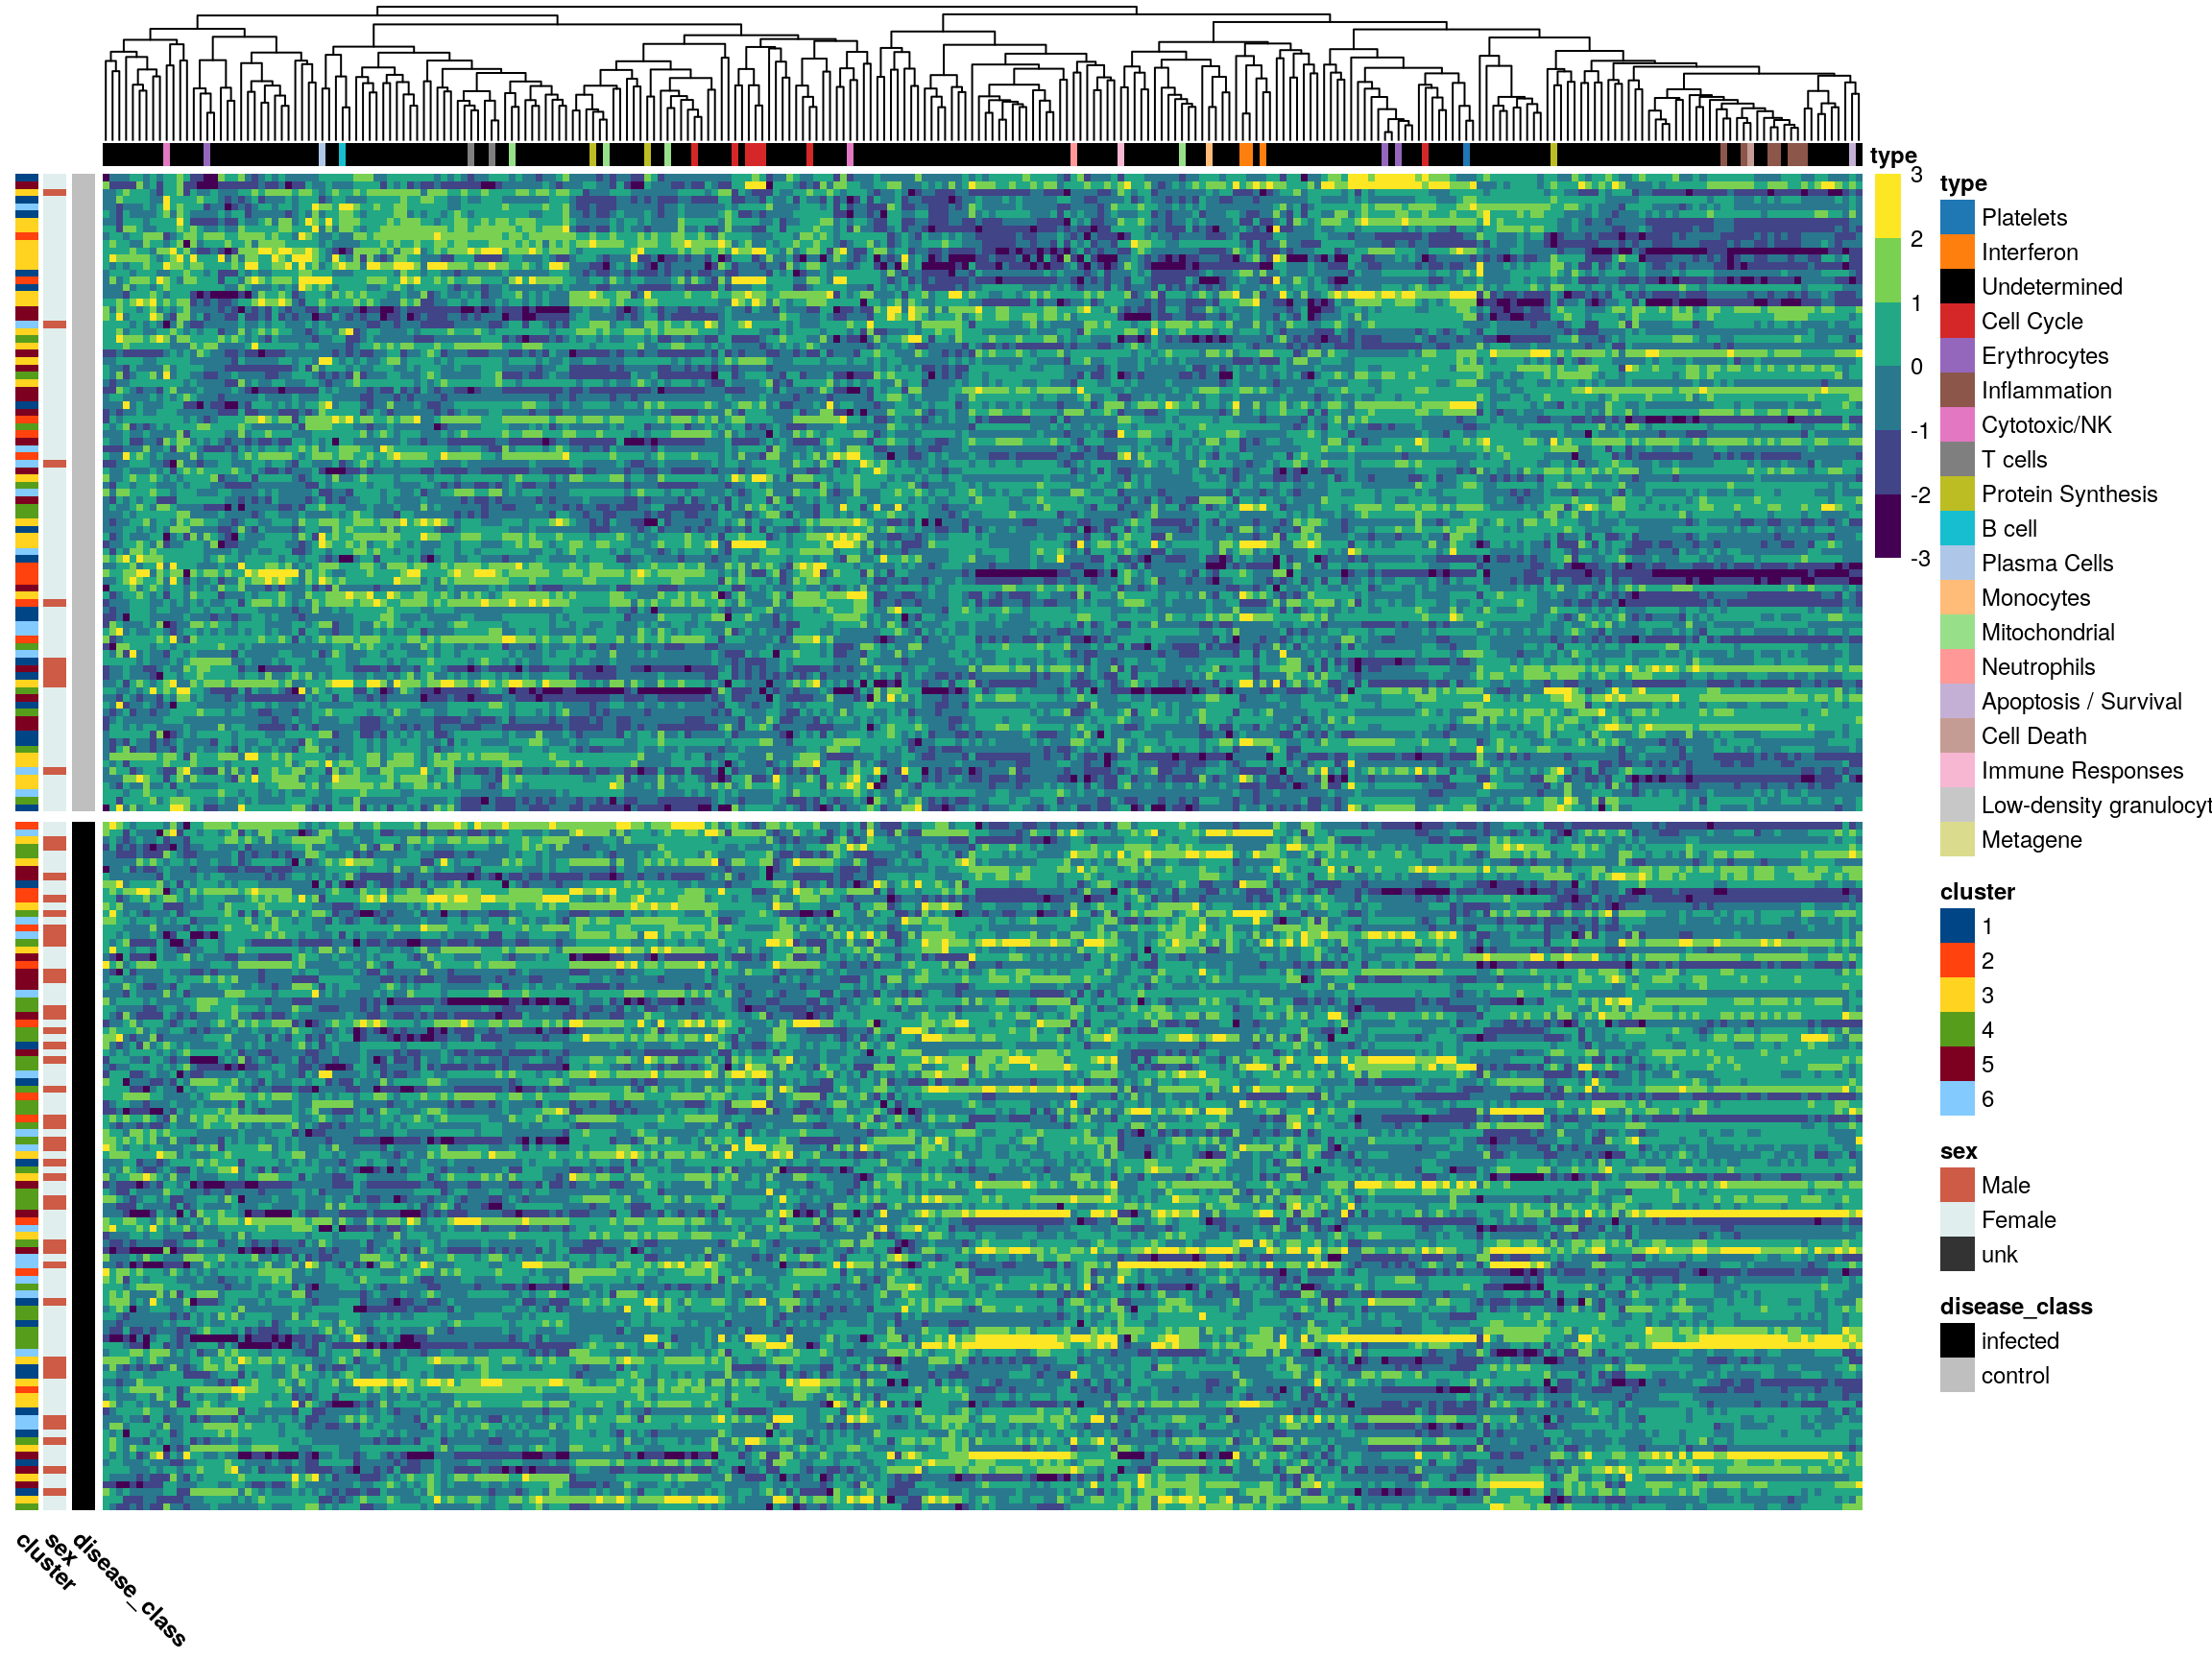 type
3
2
1
0
-1
-2
-3
type
Platelets
Interferon
Undetermined
Cell Cycle
Erythrocytes
Inflammation
Cytotoxic/NK
T cells
Protein Synthesis
B cell
Plasma Cells
Monocytes
Mitochondrial
Neutrophils
Apoptosis / Survival
Cell Death
Immune Responses
Low-density granulocyt
Metagene
cluster
1
2
3
4
5
6
sex
Male
Female
unk
disease_class
infected
control
cluster
sex
disease_class